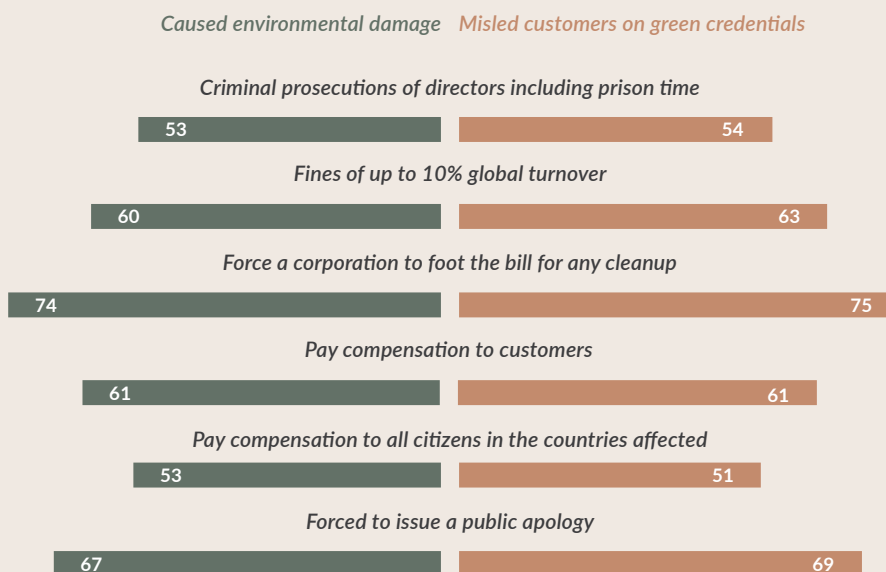 Caused environmental damage Misled customers on green credentials
Criminal prosecutions of directors including prison time
53 54
Fines of up to 10% global turnover
60 63
Force a corporation to foot the bill for any cleanup
74 75
Pay compensation to customers
61 61
Pay compensation to all citizens in the countries affected
53 51
Forced to issue a public apology
67 69